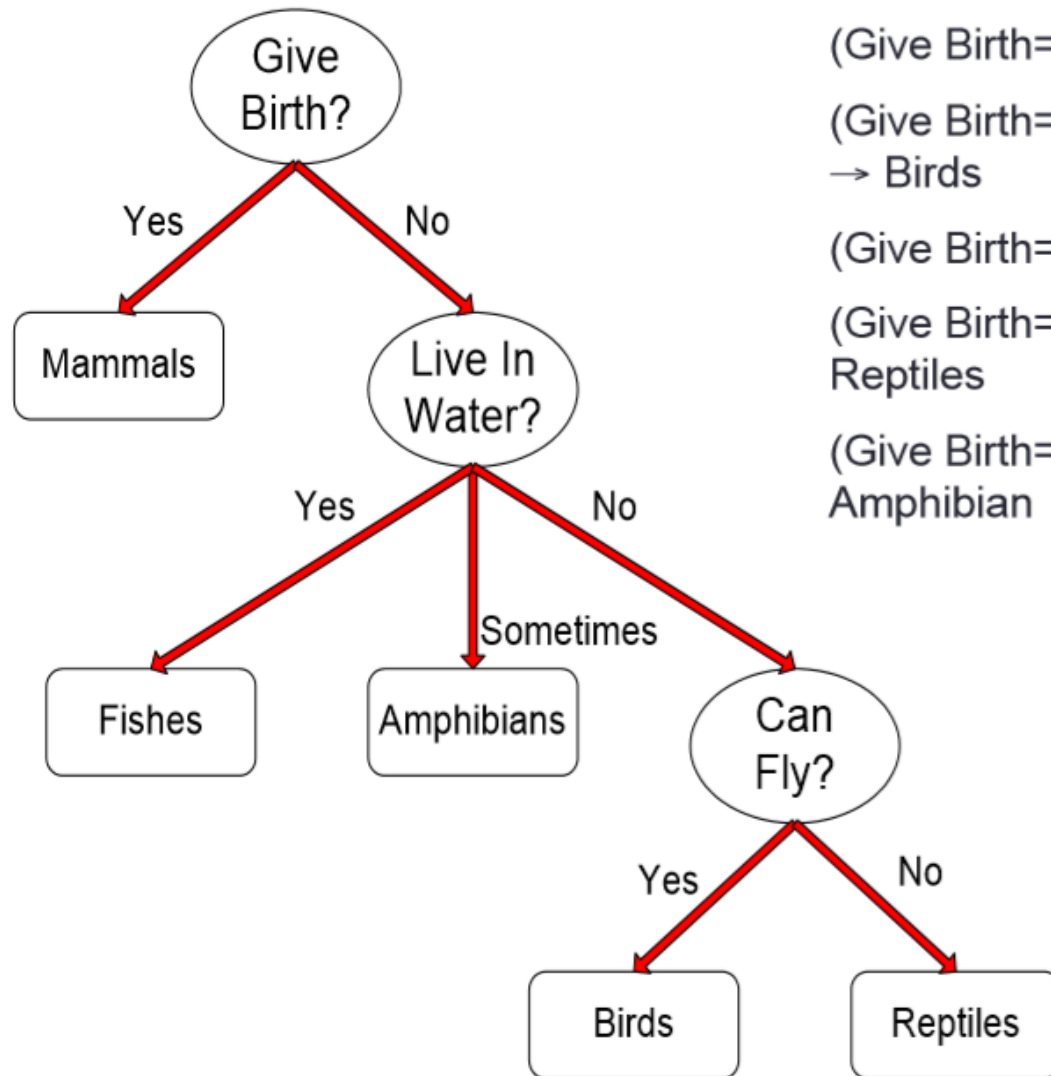 Give
Birth?
Yes
No
Mammals
Live In
Water?
Yes
Sometimes
No
Fishes
Amphibians
Can
Fly?
Yes
No
Birds
Reptiles
(Give Birth=
(Give Birth=
→ Birds
(Give Birth=
(Give Birth=
Reptiles
(Give Birth=
Amphibian